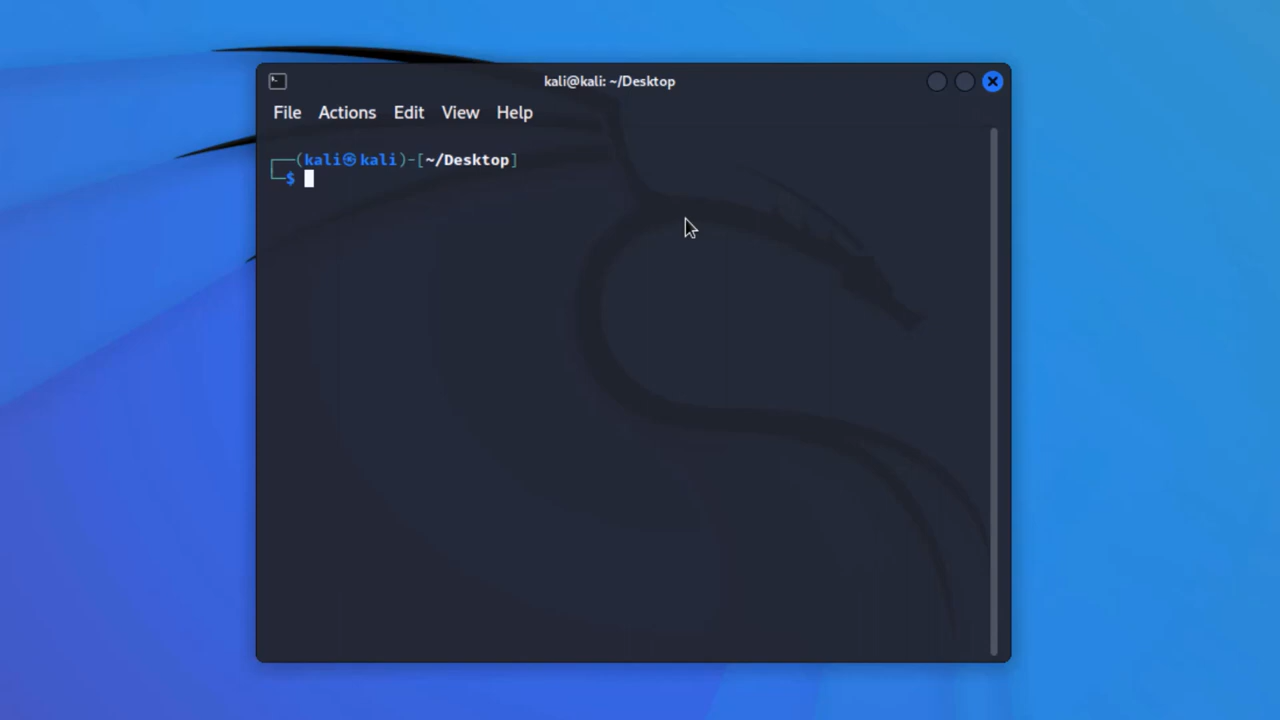 kali@kali: ~/Desktop
File Actions Edit View Help
┌──(kali㉿kali)-[~/Desktop]
└─$